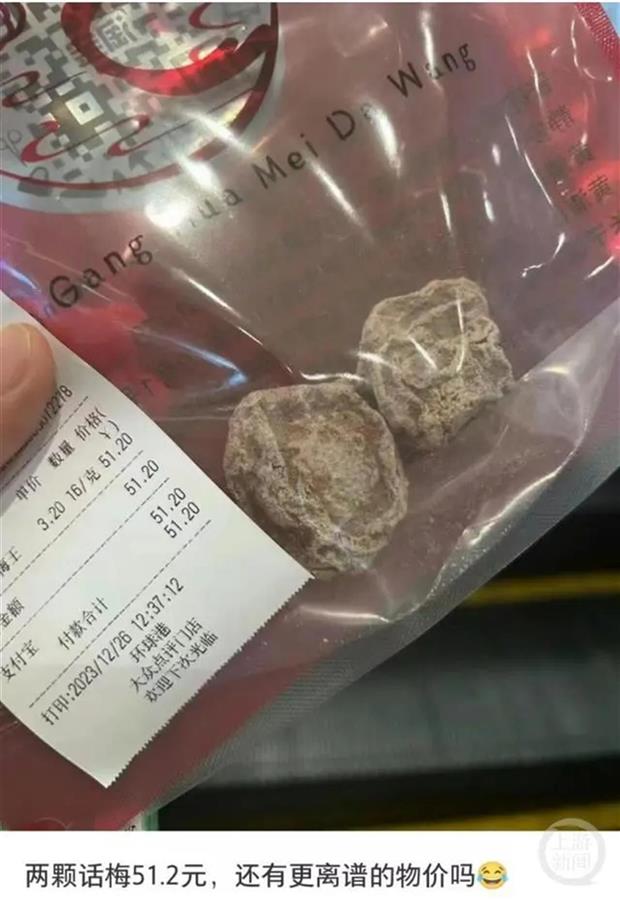 Gang Hua Mei Da Wang
2278
单价 数量 价格(￥)
3.20 16/克 51.20
梅王
51.20
金额
51.20
支付宝 付款合计 51.20
打印:2023/12/26 12:37:12
环球港
大众点评门店
欢迎下次光临
上游新闻
两颗话梅51.2元，还有更离谱的物价吗😂